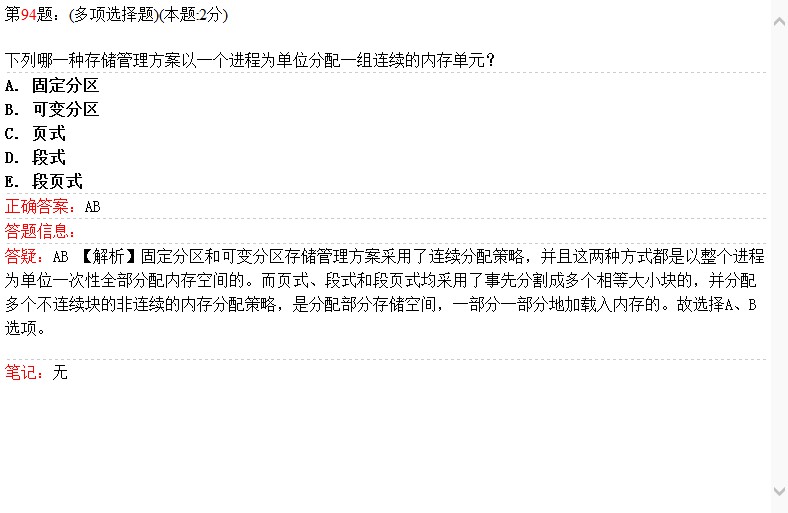 第94题：(多项选择题)(本题:2分)
下列哪一种存储管理方案以一个进程为单位分配一组连续的内存单元？
A. 固定分区
B. 可变分区
C. 页式
D. 段式
E. 段页式
正确答案：AB
答题信息：
答疑：AB 【解析】固定分区和可变分区存储管理方案采用了连续分配策略，并且这两种方式都是以整个进程
为单位一次性全部分配内存空间的。而页式、段式和段页式均采用了事先分割成多个相等大小块的，并分配
多个不连续块的非连续的内存分配策略，是分配部分存储空间，一部分一部分地加载入内存的。故选择A、B
选项。
笔记：无